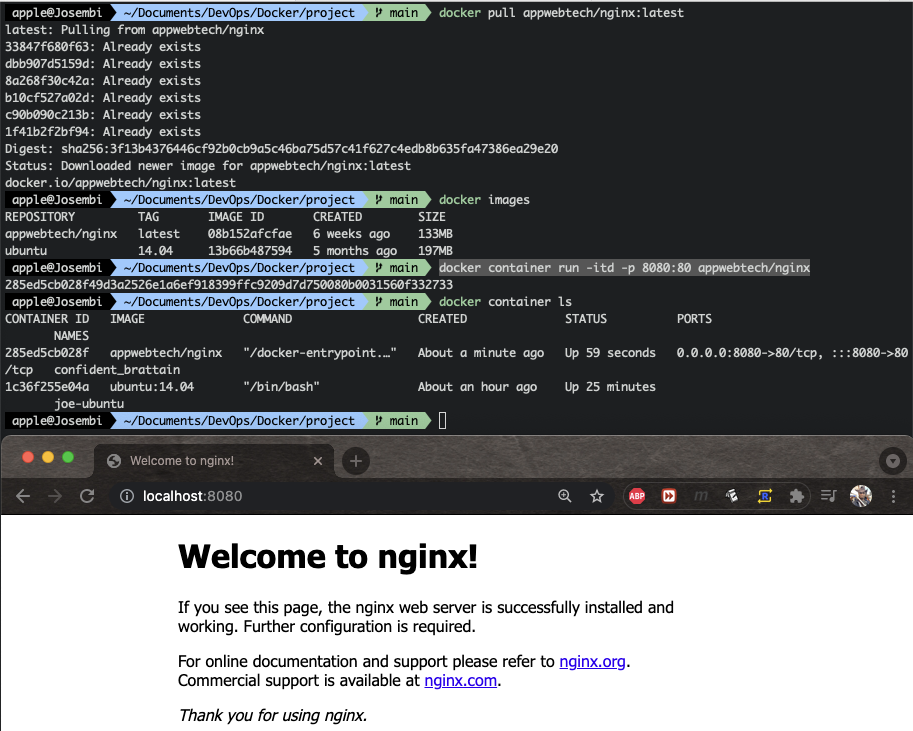 apple@Josembi ~/Documents/DevOps/Docker/project main docker pull appwebtech/nginx:latest
latest: Pulling from appwebtech/nginx
33847f680f63: Already exists
dbb907d5159d: Already exists
8a268f30c42a: Already exists
b10cf527a02d: Already exists
c90b090c213b: Already exists
1f41b2f2bf94: Already exists
Digest: sha256:3f13b4376446cf92b0cb9a5c46ba75d57c41f627c4edb8b635fa47386ea29e20
Status: Downloaded newer image for appwebtech/nginx:latest
docker.io/appwebtech/nginx:latest
apple@Josembi ~/Documents/DevOps/Docker/project main docker images
REPOSITORY TAG IMAGE ID CREATED SIZE
appwebtech/nginx latest 08b152afcfae 6 weeks ago 133MB
ubuntu 14.04 13b66b487594 5 months ago 197MB
apple@Josembi ~/Documents/DevOps/Docker/project main docker container run -itd -p 8080:80 appwebtech/nginx
285ed5cb028f49d3a2526e1a6ef918399ffc9209d7d750080b0031560f332733
apple@Josembi ~/Documents/DevOps/Docker/project main docker container ls
CONTAINER ID IMAGE COMMAND CREATED STATUS PORTS
NAMES
285ed5cb028f appwebtech/nginx "/docker-entrypoint.…" About a minute ago Up 59 seconds 0.0.0.0:8080->80/tcp, :::8080->80
/tcp confident_brattain
1c36f255e04a ubuntu:14.04 "/bin/bash" About an hour ago Up 25 minutes
joe-ubuntu
apple@Josembi ~/Documents/DevOps/Docker/project main
Welcome to nginx!
localhost:8080 ABP m R
Welcome to nginx!
If you see this page, the nginx web server is successfully installed and
working. Further configuration is required.
For online documentation and support please refer to nginx.org.
Commercial support is available at nginx.com.
Thank you for using nginx.